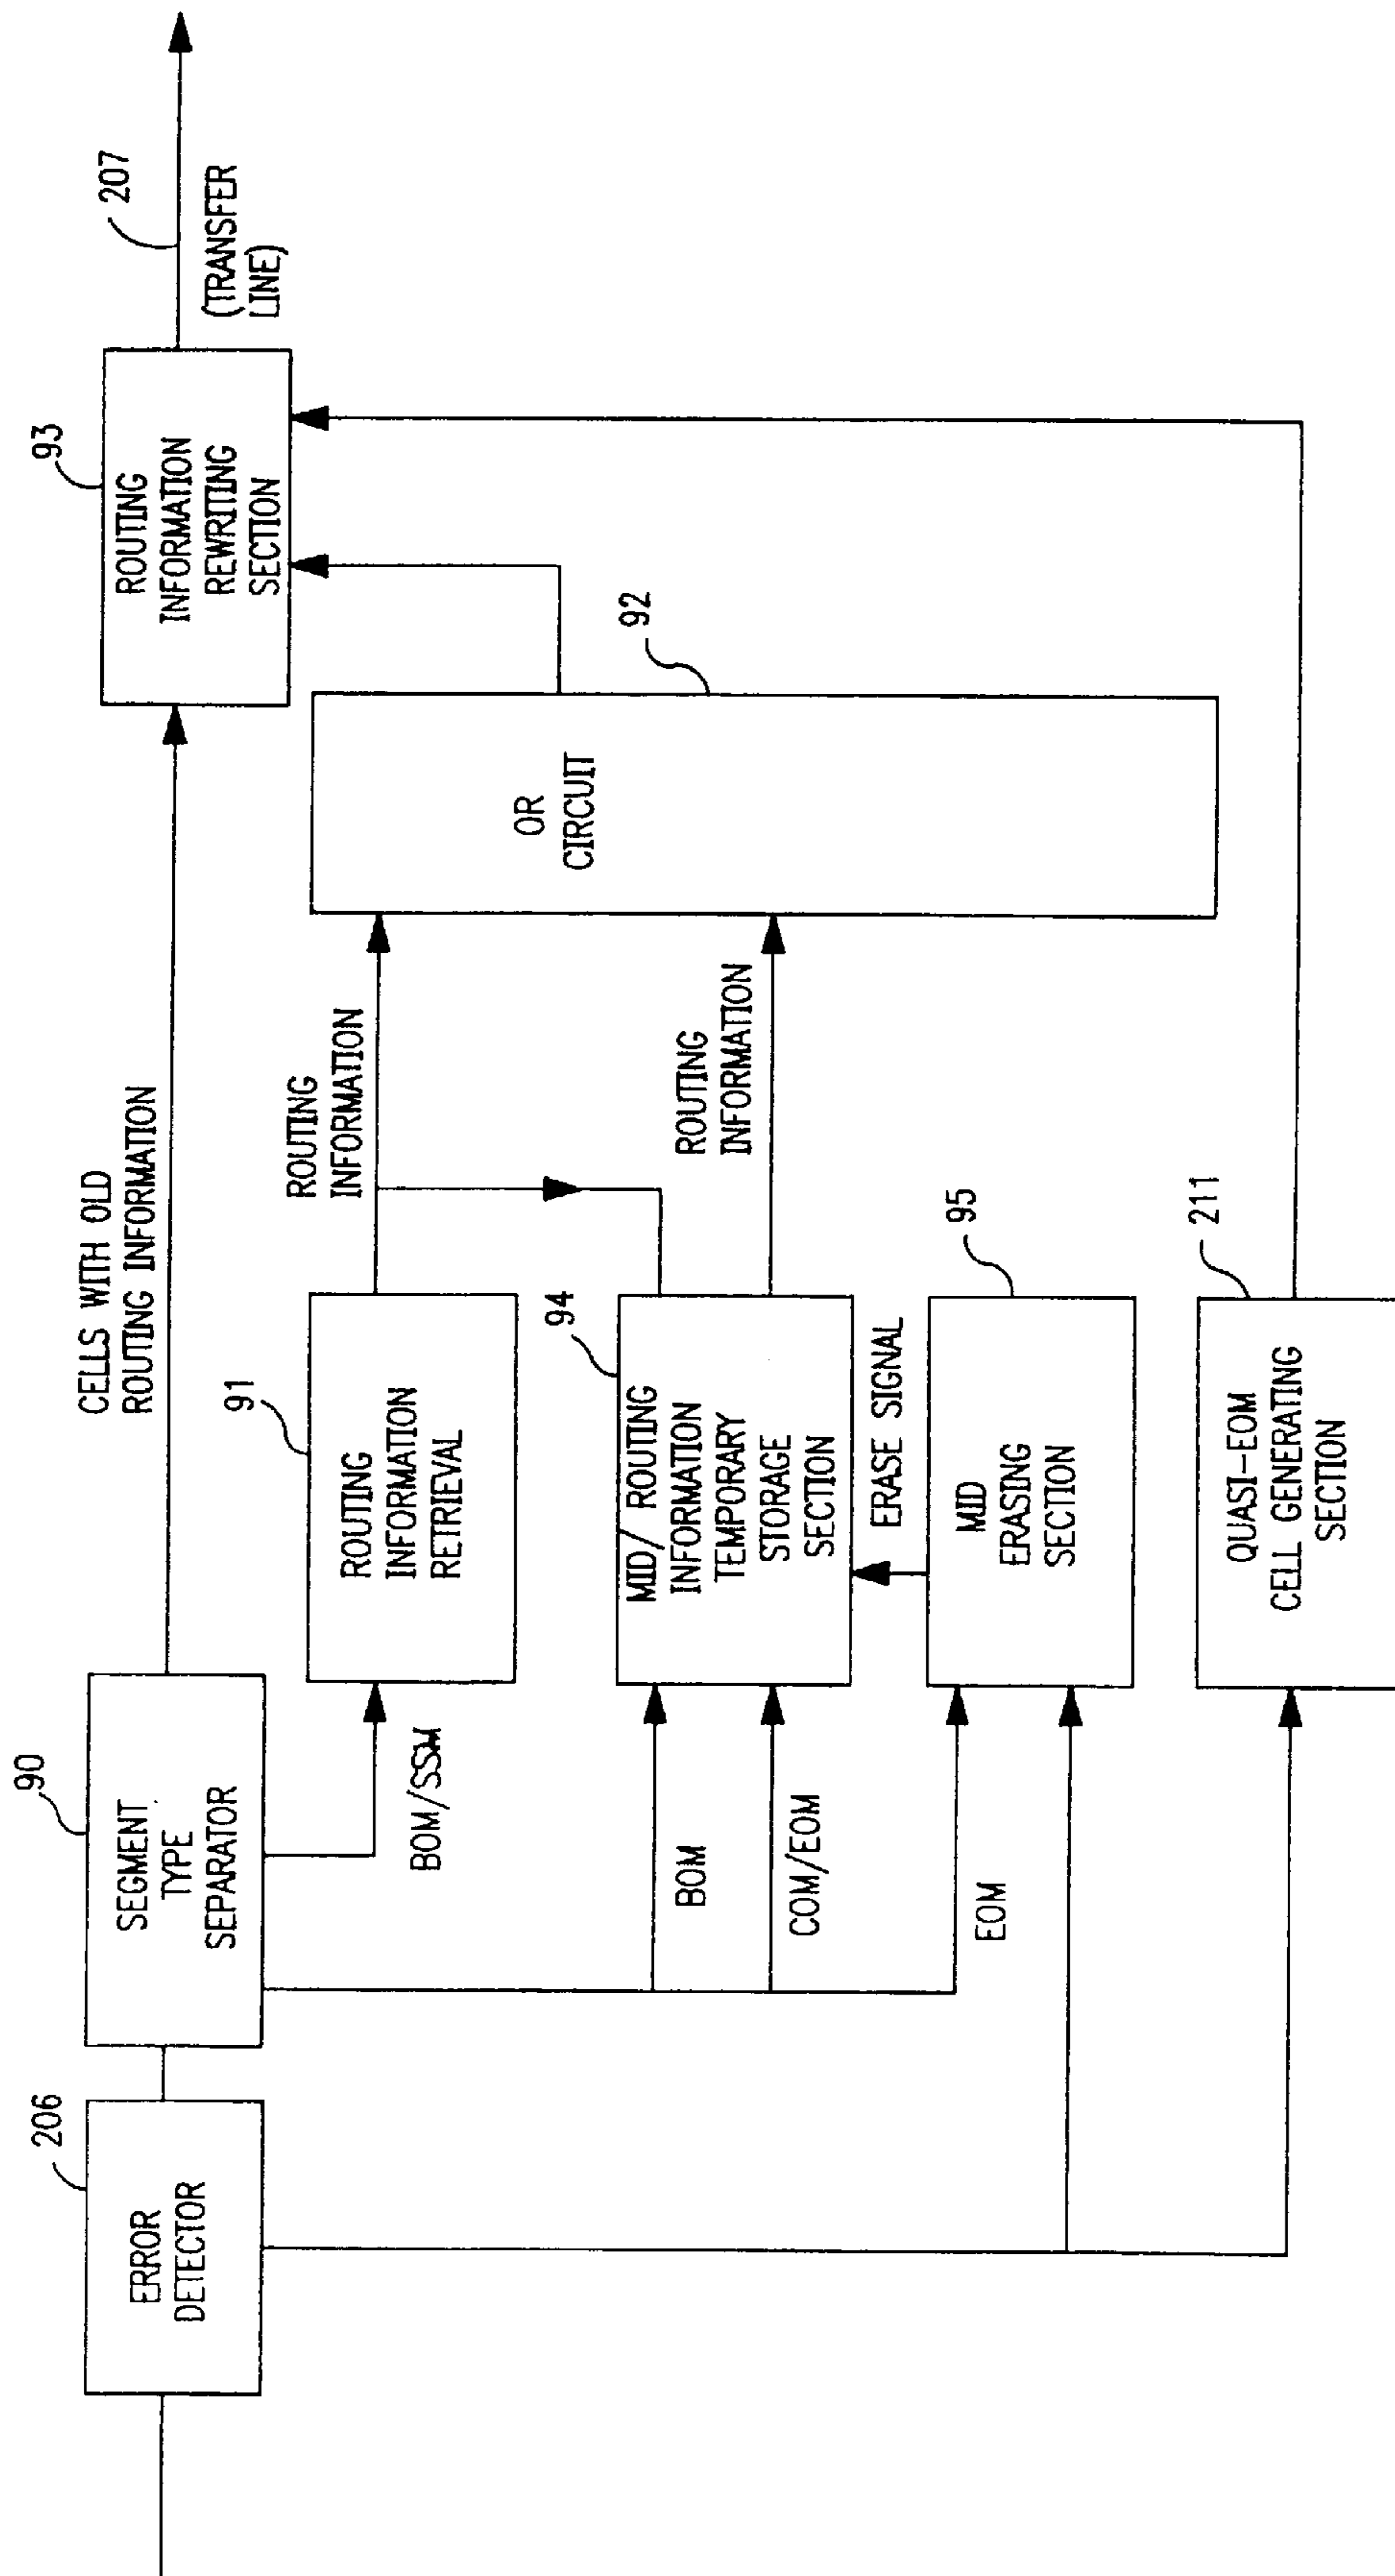 206
ERROR
DETECTOR
90
SEGMENT
TYPE
SEPARATOR
CELLS WITH OLD
ROUTING INFORMATION
93
ROUTING
INFORMATION
REWRITING
SECTION
207
(TRANSFER
LINE)
BOM/SSM
91
ROUTING
INFORMATION
RETRIEVAL
ROUTING
INFORMATION
OR
CIRCUIT
92
BOM
COM/EOM
94
MID/ ROUTING
INFORMATION
TEMPORARY
STORAGE
SECTION
ROUTING
INFORMATION
ERASE SIGNAL
EOM
95
MID
ERASING
SECTION
211
QUASI-EOM
CELL GENERATING
SECTION